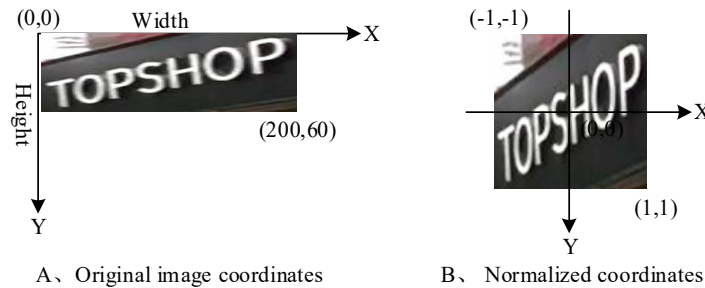 (0,0) Width X
Height
TOPSHOP
(200,60)
Y
A、Original image coordinates
(-1,-1)
X
TOPSHOP
(0,0)
(1,1)
Y
B、 Normalized coordinates